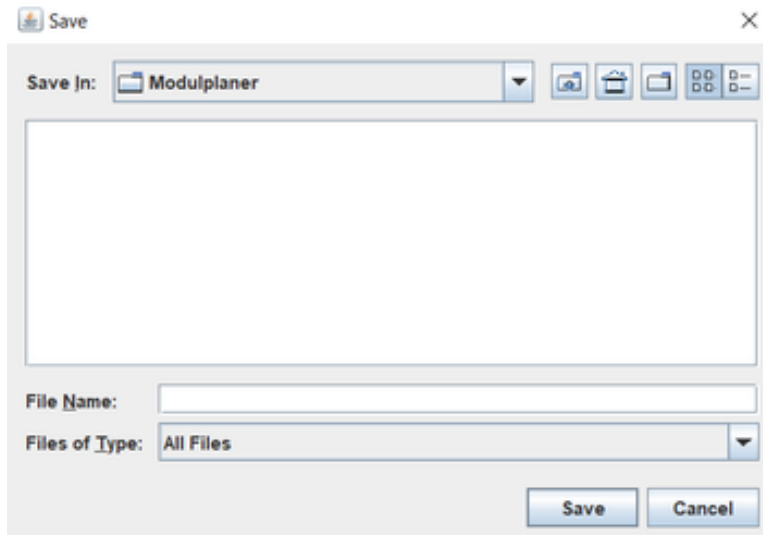 Save
Save In: Modulplaner
File Name:
Files of Type: All Files
Save Cancel